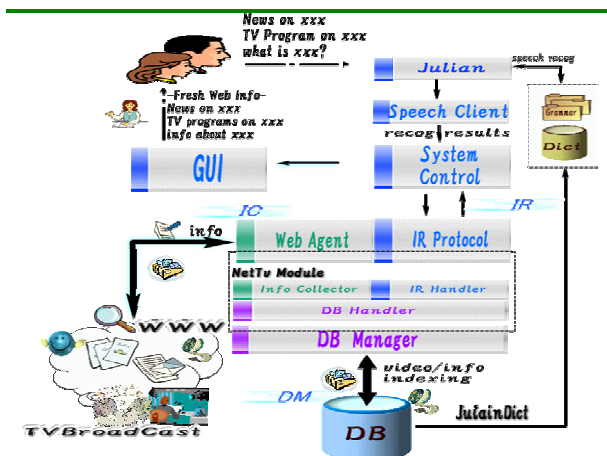 News on xxx
TV Program on xxx
what is xxx?
speech recog
Julian
-Fresh Web info-
News on xxx
TV programs on xxx
info about xxx
Speech Client
Grammar
recog results
Dict
GUI
System
Control
IC
IR
info
Web Agent
IR Protocol
NetTv Module
Info Collector
IR Handler
DB Handler
WWW
DB Manager
video/info
indexing
DM
JutainDict
DB
TVBroadCast